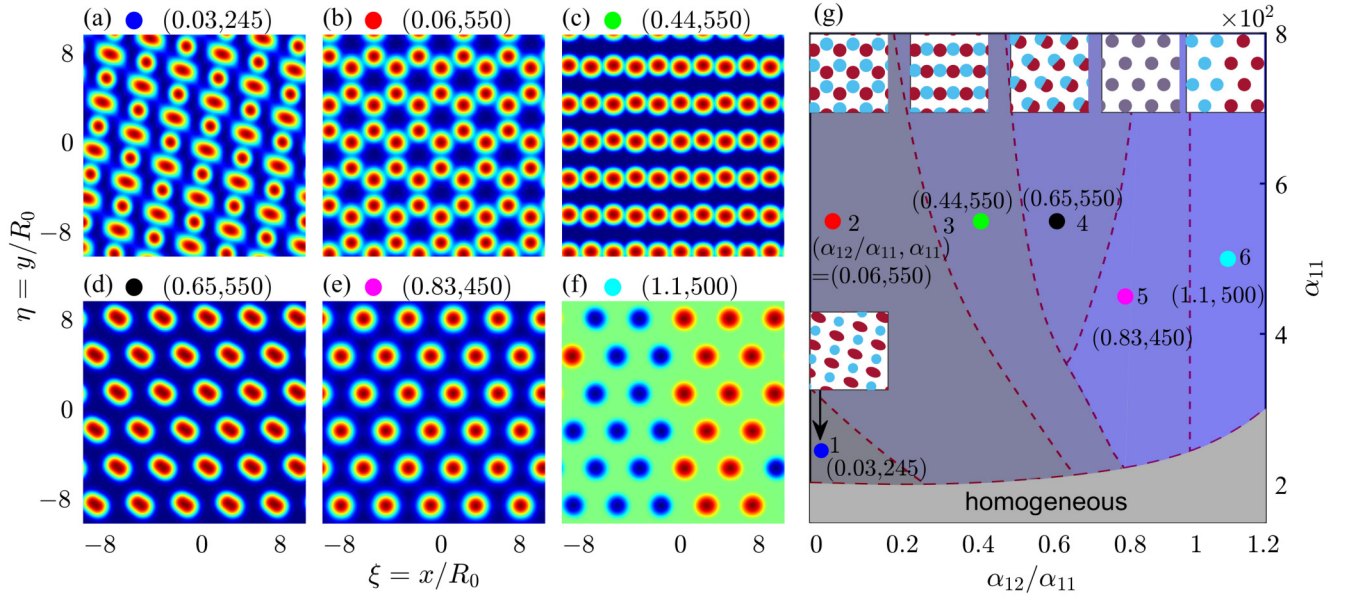 (a) (0.03,245)
(b) (0.06,550)
(c) (0.44,550)
8
0
−8
(d) (0.65,550)
(e) (0.83,450)
(f) (1.1,500)
8
0
−8
η = y/R₀
−8 0 8
−8 0 8
−8 0 8
ξ = x/R₀
(g)
×10²
8
6
4
2
α₁₁
(0.44,550)
(0.65,550)
2
3
4
(α₁₂/α₁₁, α₁₁)
=(0.06,550)
6
(1.1,500)
5
(0.83,450)
1
(0.03,245)
homogeneous
0 0.2 0.4 0.6 0.8 1 1.2
α₁₂/α₁₁